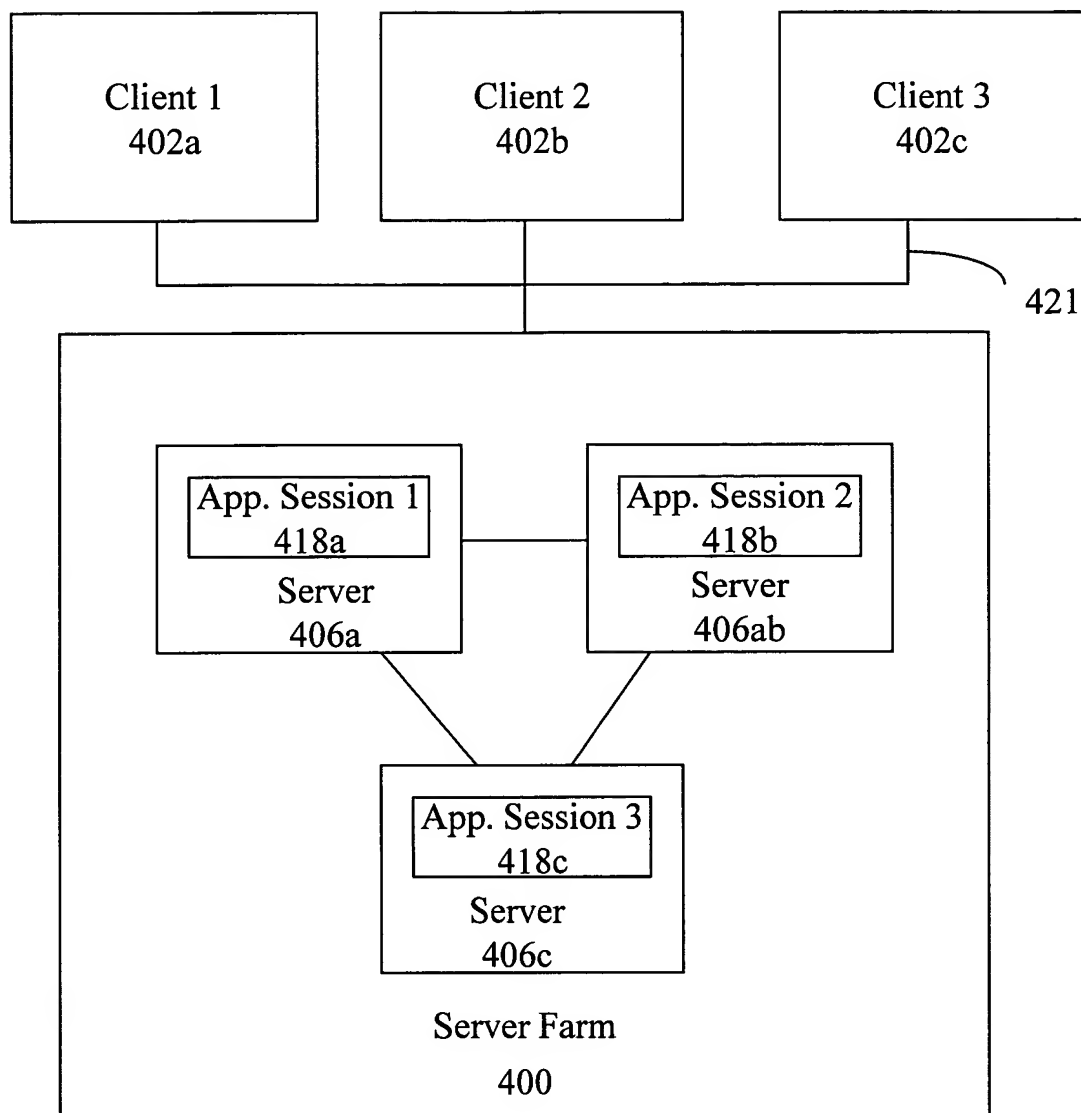 Client 1
402a
Client 2
402b
Client 3
402c
421
App. Session 1
418a
Server
406a
App. Session 2
418b
Server
406ab
App. Session 3
418c
Server
406c
Server Farm
400